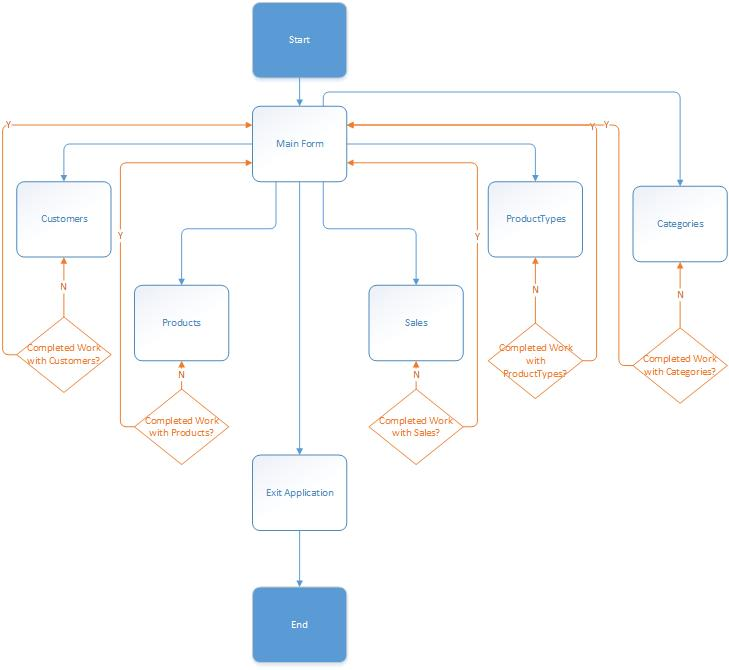 Start
Main Form
Y
Y
Y
Customers
ProductTypes
Categories
Y
Y
N
N
N
Products
Sales
Completed Work
with Customers?
Completed Work
with
ProductTypes?
Completed Work
with Categories?
N
N
Completed Work
with Products?
Completed Work
with Sales?
Exit Application
End